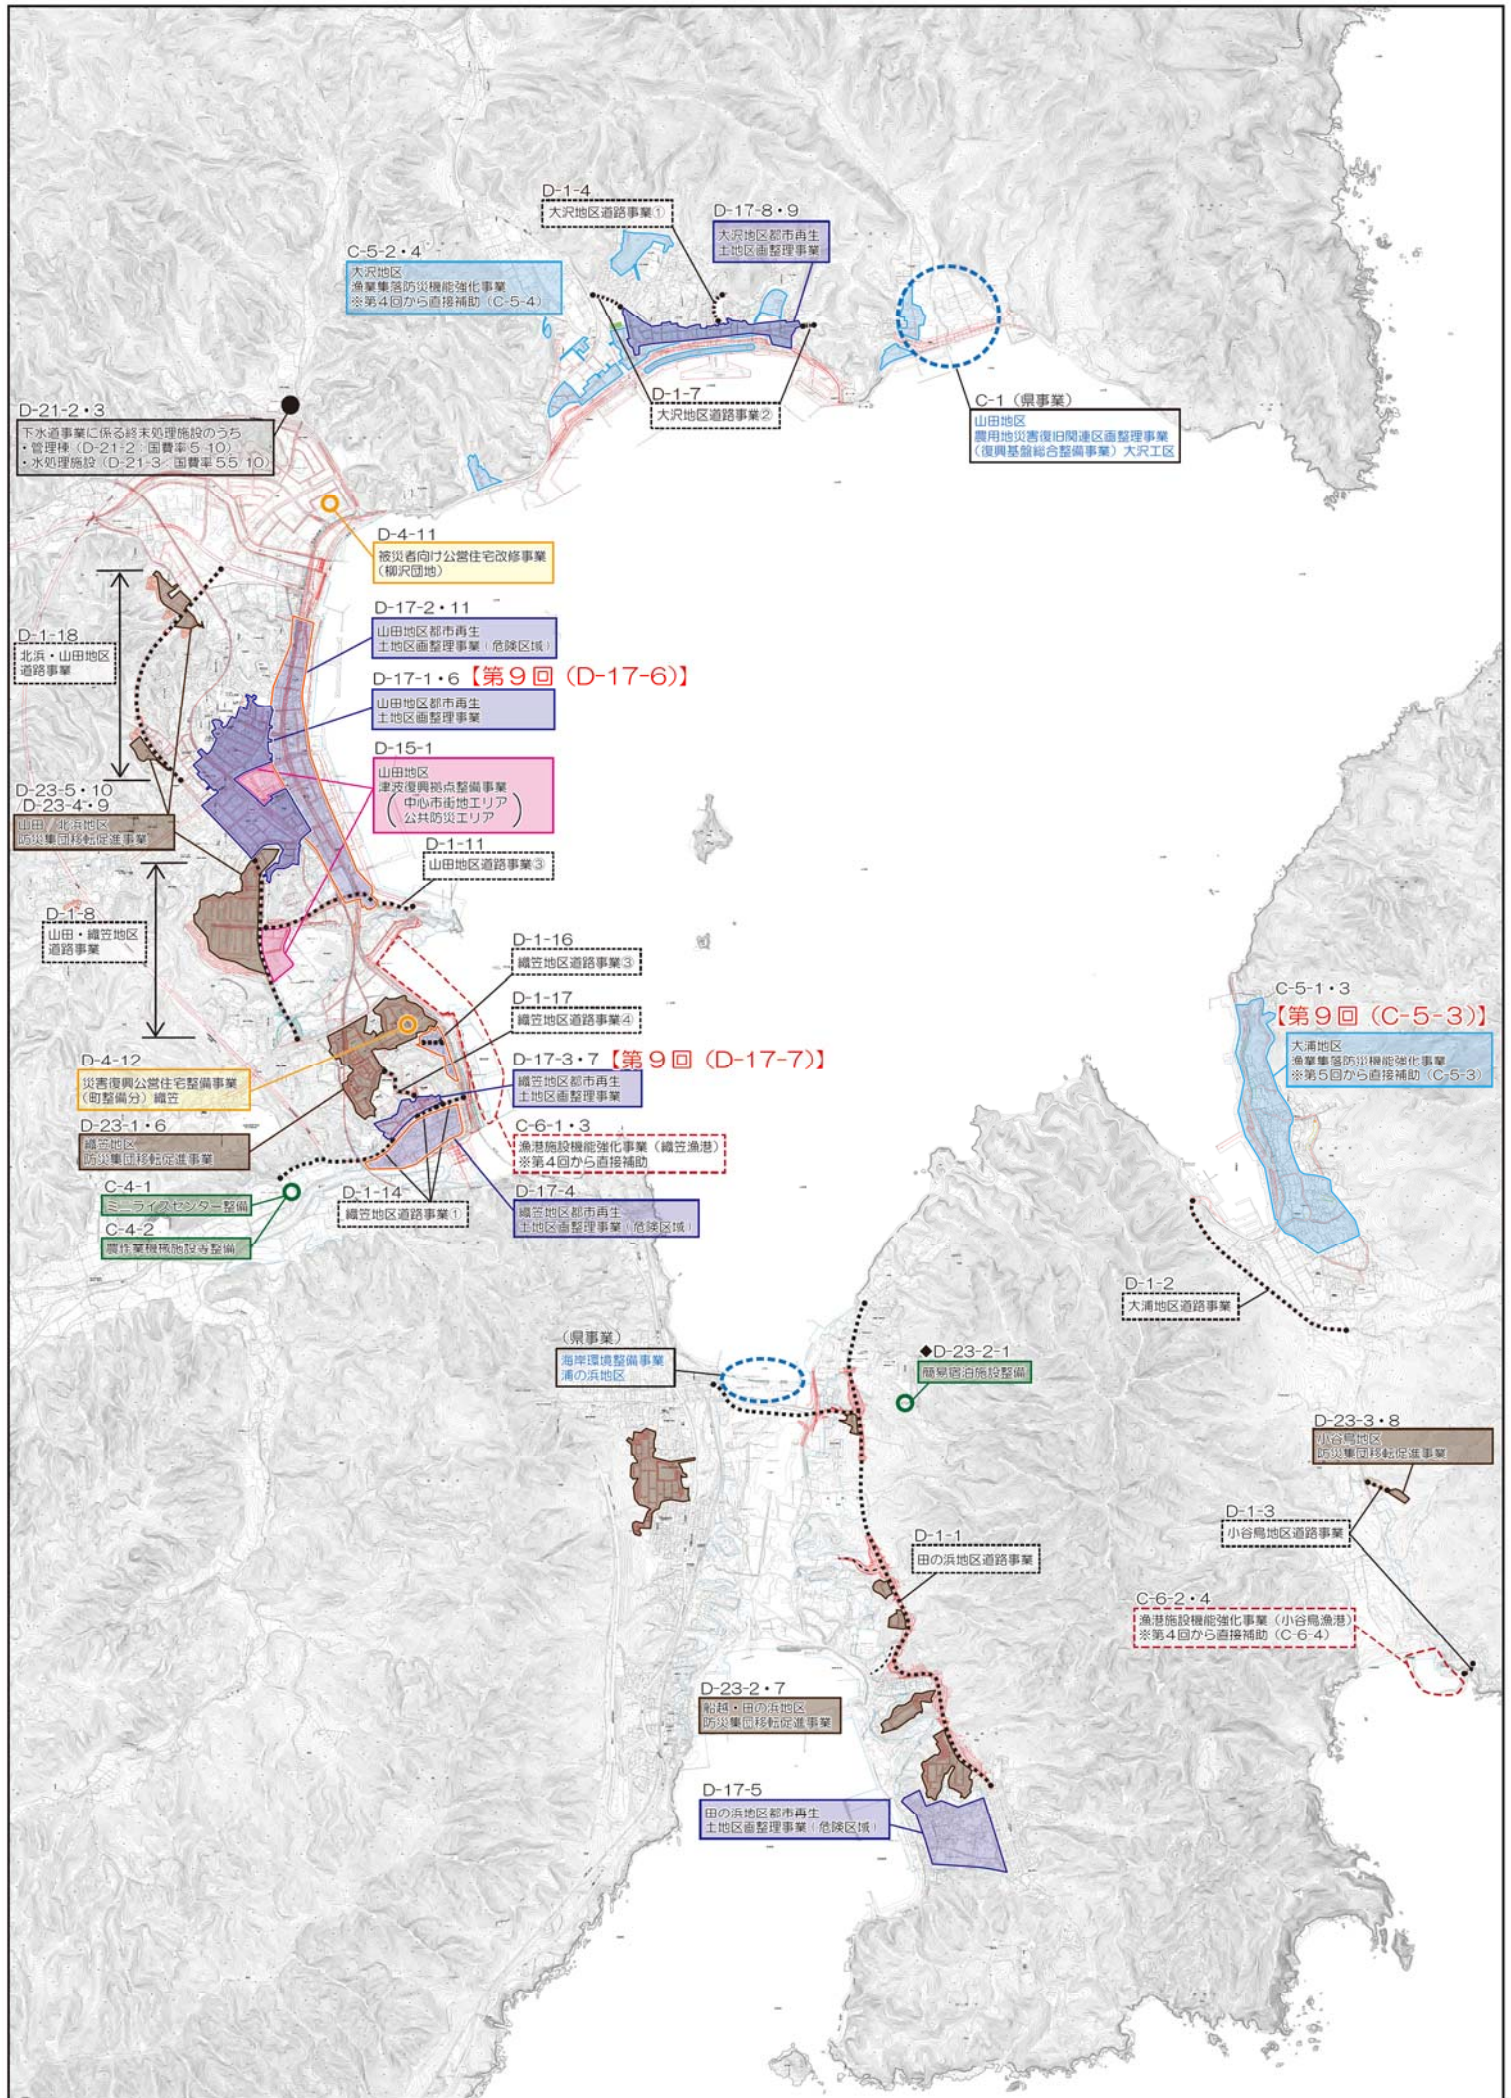 D-1-4
大沢地区道路事業①
D-17-8・9
大沢地区都市再生
土地区画整理事業
C-5-2・4
大沢地区
漁業集落防災機能強化事業
※第4回から直接補助（C-5-4）
D-1-7
大沢地区道路事業②
C-1（県事業）
山田地区
農用地災害復旧関連区画整理事業
（復興基盤総合整備事業）大沢工区
D-21-2・3
下水道事業に係る終末処理施設のうち
・管理棟（D-21-2：国費率5/10）
・水処理施設（D-21-3：国費率5.5/10）
D-4-11
被災者向け公営住宅改修事業
（柳沢団地）
D-17-2・11
山田地区都市再生
土地区画整理事業（危険区域）
D-1-18
北浜・山田地区
道路事業
D-17-1・6【第9回（D-17-6）】
山田地区都市再生
土地区画整理事業
D-15-1
山田地区
津波復興拠点整備事業
（中心市街地エリア
公共防災エリア）
D-23-5・10
D-23-4・9
山田／北浜地区
防災集団移転促進事業
D-1-11
山田地区道路事業③
D-1-8
山田・織笠地区
道路事業
D-1-16
織笠地区道路事業③
D-1-17
織笠地区道路事業④
D-4-12
災害復興公営住宅整備事業
（町整備分）織笠
D-17-3・7【第9回（D-17-7）】
織笠地区都市再生
土地区画整理事業
D-23-1・6
織笠地区
防災集団移転促進事業
C-6-1・3
漁港施設機能強化事業（織笠漁港）
※第4回から直接補助
C-4-1
ミニライスセンター整備
D-1-14
織笠地区道路事業①
D-17-4
織笠地区都市再生
土地区画整理事業（危険区域）
C-4-2
農作業機械施設等整備
C-5-1・3
【第9回（C-5-3）】
大浦地区
漁業集落防災機能強化事業
※第5回から直接補助（C-5-3）
D-1-2
大浦地区道路事業
（県事業）
海岸環境整備事業
浦の浜地区
◆D-23-2-1
簡易宿泊施設整備
D-23-3・8
小谷鳥地区
防災集団移転促進事業
D-1-3
小谷鳥地区道路事業
D-1-1
田の浜地区道路事業
C-6-2・4
漁港施設機能強化事業（小谷鳥漁港）
※第4回から直接補助（C-6-4）
D-23-2・7
船越・田の浜地区
防災集団移転促進事業
D-17-5
田の浜地区都市再生
土地区画整理事業（危険区域）